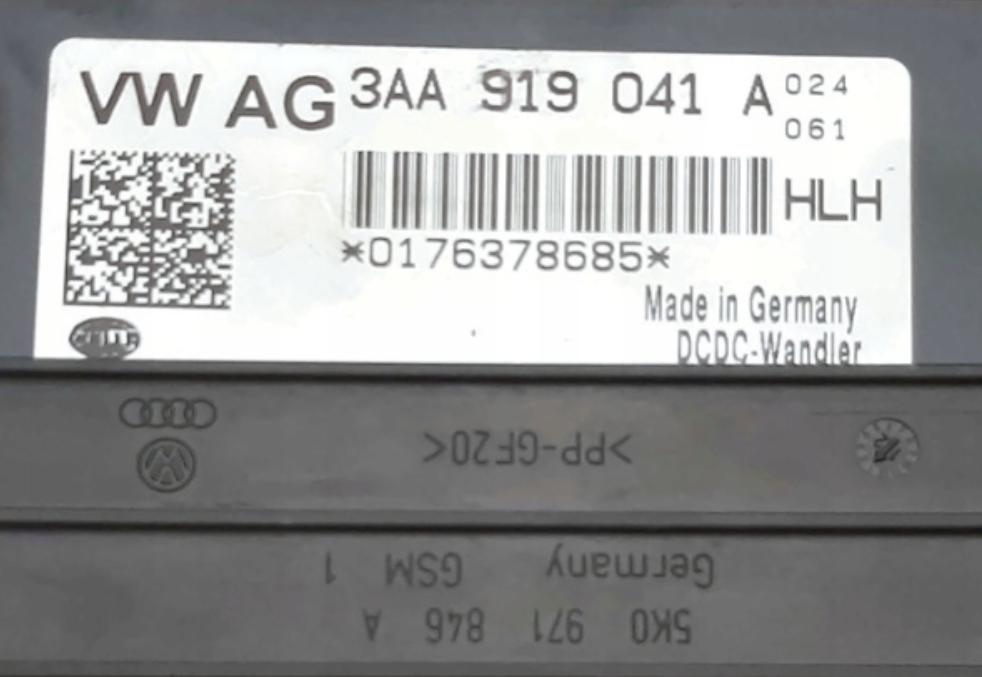 VW AG 3AA 919 041 A 024
061
HLH
*0176378685*
Made in Germany
DCDC-Wandler
HELLA
>PP-GF20<
Germany GSM 1
5K0 971 846 A